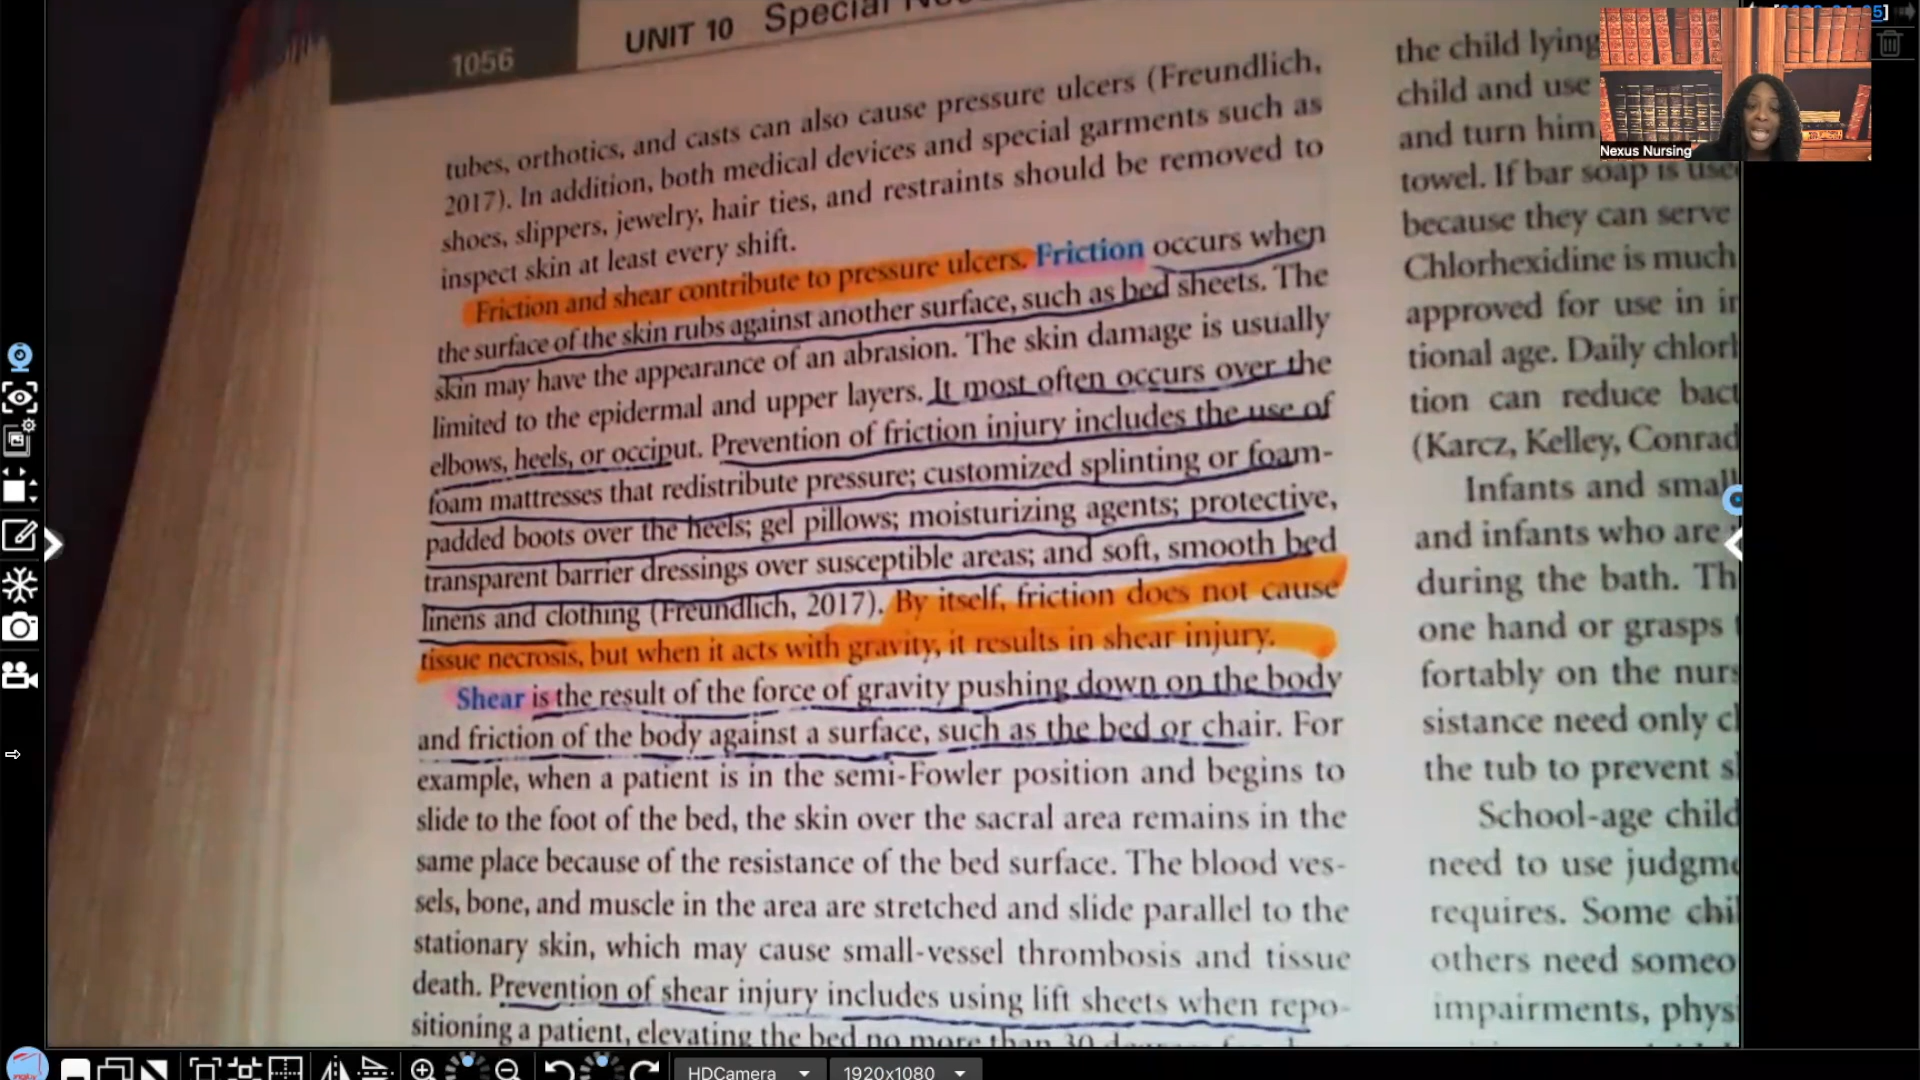 1056
UNIT 10 Special
tubes, orthotics, and casts can also cause pressure ulcers (Freundlich,
2017). In addition, both medical devices and special garments such as
shoes, slippers, jewelry, hair ties, and restraints should be removed to
inspect skin at least every shift.
Friction and shear contribute to pressure ulcers. Friction occurs when
the surface of the skin rubs against another surface, such as bed sheets. The
skin may have the appearance of an abrasion. The skin damage is usually
limited to the epidermal and upper layers. It most often occurs over the
elbows, heels, or occiput. Prevention of friction injury includes the use of
foam mattresses that redistribute pressure; customized splinting or foam-
padded boots over the heels; gel pillows; moisturizing agents; protective,
transparent barrier dressings over susceptible areas; and soft, smooth bed
linens and clothing (Freundlich, 2017). By itself, friction does not cause
tissue necrosis, but when it acts with gravity, it results in shear injury.
Shear is the result of the force of gravity pushing down on the body
and friction of the body against a surface, such as the bed or chair. For
example, when a patient is in the semi-Fowler position and begins to
slide to the foot of the bed, the skin over the sacral area remains in the
same place because of the resistance of the bed surface. The blood ves-
sels, bone, and muscle in the area are stretched and slide parallel to the
stationary skin, which may cause small-vessel thrombosis and tissue
death. Prevention of shear injury includes using lift sheets when repo-
sitioning a patient, elevating the bed no more than 30
the child lying
child and use
and turn him
towel. If bar soap is
because they can serve
Chlorhexidine is much
approved for use in
tional age. Daily
tion can reduce
(Karcz, Kelley, Conrad
Infants and
and infants who are
during the bath.
one hand or grasps
fortably on the
sistance need only
the tub to prevent
School-age
need to use
requires. Some
others need
impairments,
Nexus Nursing
HDCamera
1920x1080